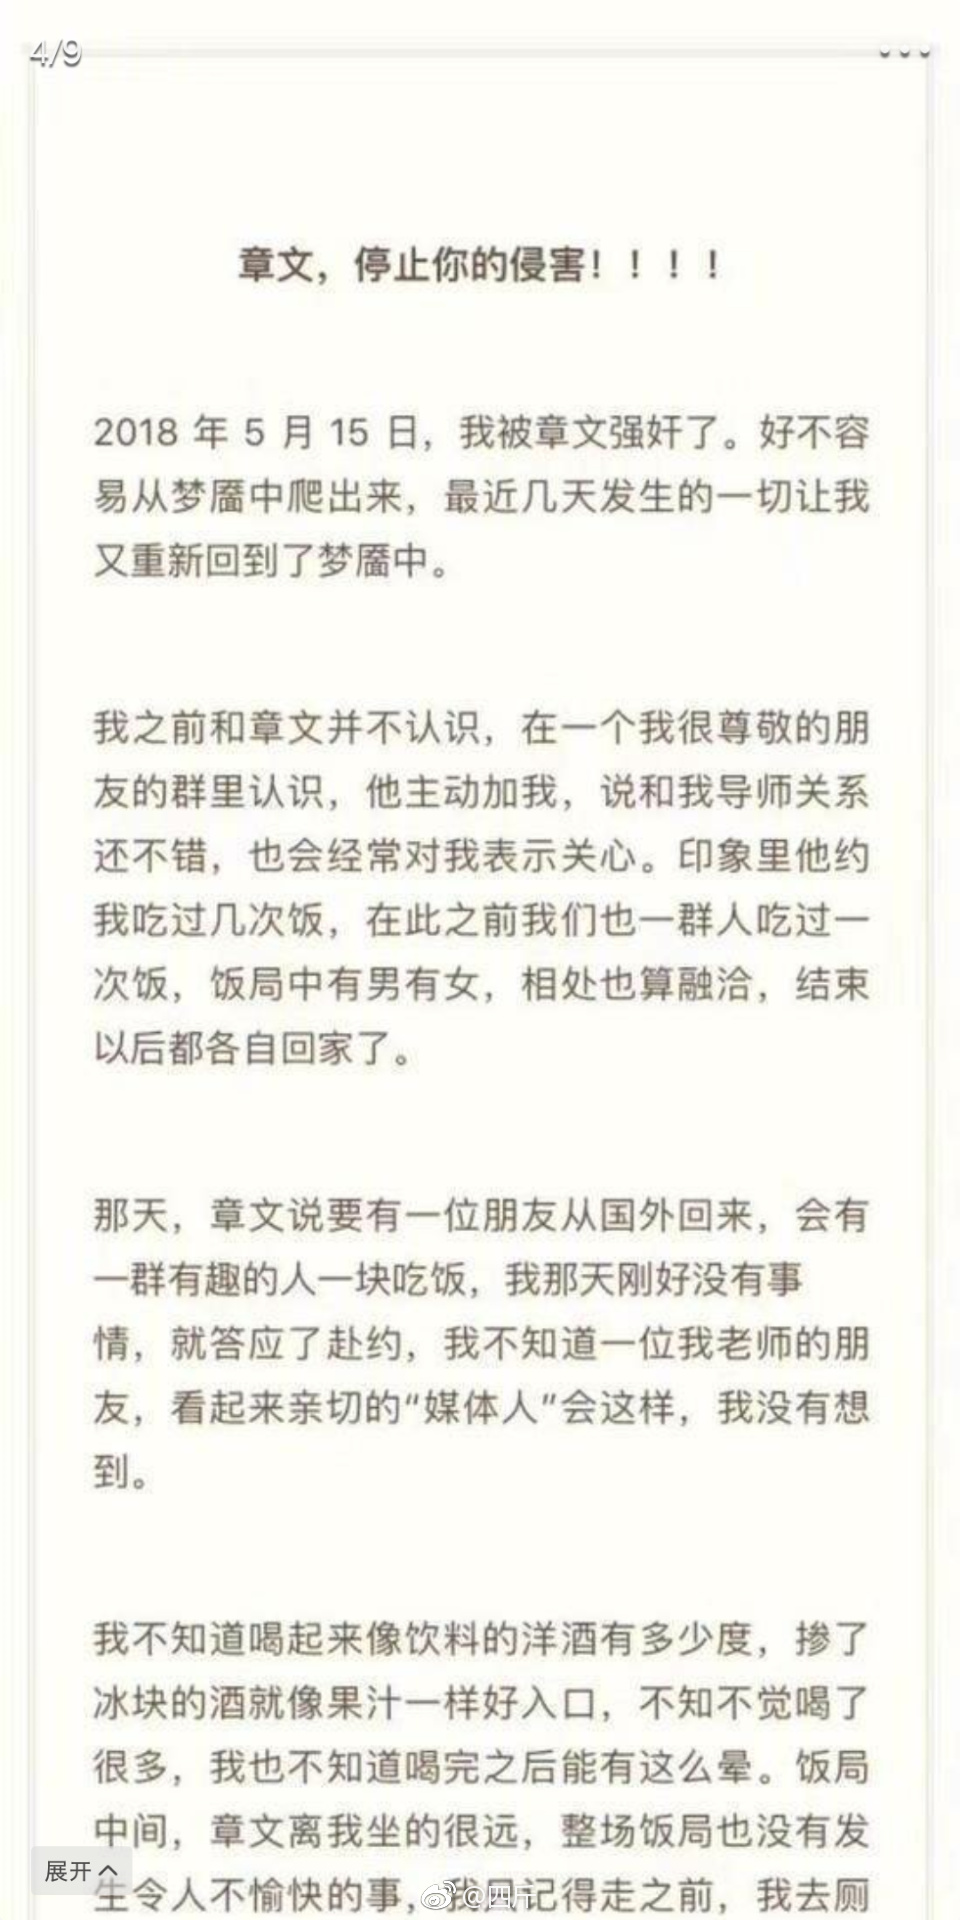 4/9
章文，停止你的侵害！！！！
2018 年 5 月 15 日，我被章文强奸了。好不容
易从梦魇中爬出来，最近几天发生的一切让我
又重新回到了梦魇中。
我之前和章文并不认识，在一个我很尊敬的朋
友的群里认识，他主动加我，说和我导师关系
还不错，也会经常对我表示关心。印象里他约
我吃过几次饭，在此之前我们也一群人吃过一
次饭，饭局中有男有女，相处也算融洽，结束
以后都各自回家了。
那天，章文说要有一位朋友从国外回来，会有
一群有趣的人一块吃饭，我那天刚好没有事
情，就答应了赴约，我不知道一位我老师的朋
友，看起来亲切的“媒体人”会这样，我没有想
到。
我不知道喝起来像饮料的洋酒有多少度，掺了
冰块的酒就像果汁一样好入口，不知不觉喝了
很多，我也不知道喝完之后能有这么晕。饭局
中间，章文离我坐的很远，整场饭局也没有发
生令人不愉快的事，我 记得走之前，我去厕
展开
@四斤